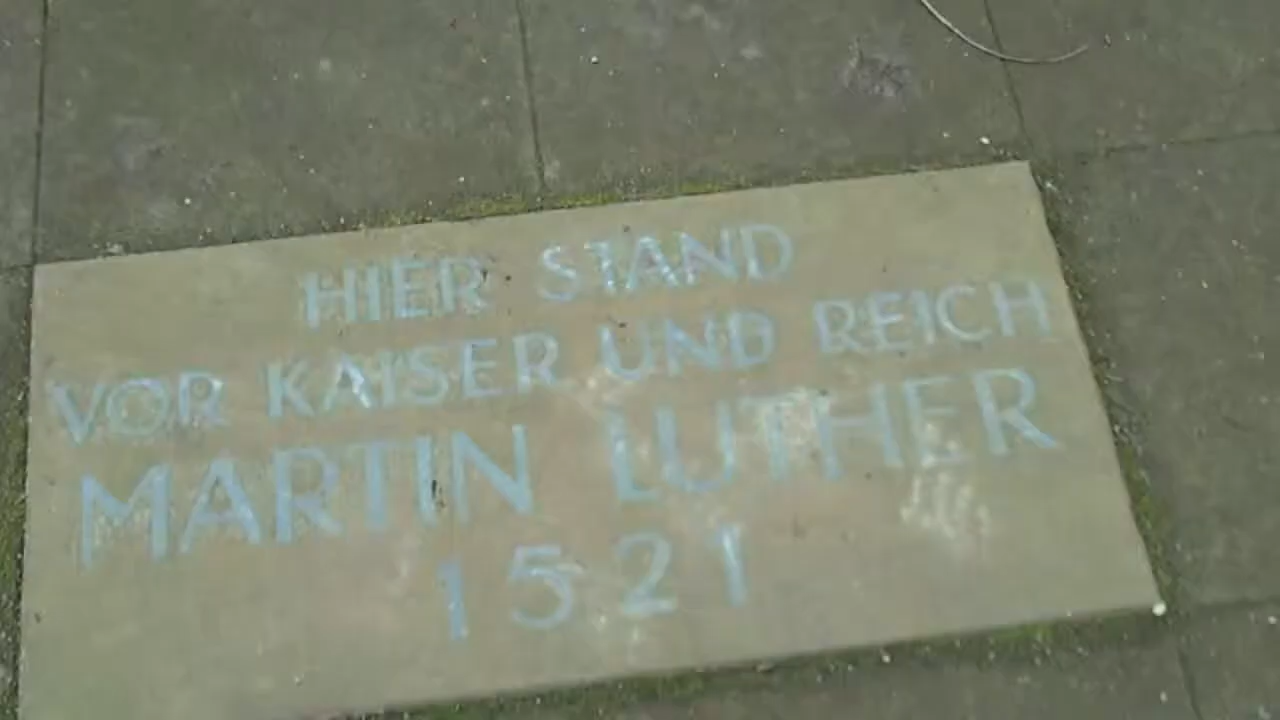 HIER STAND
VOR KAISER UND REICH
MARTIN LUTHER
1521